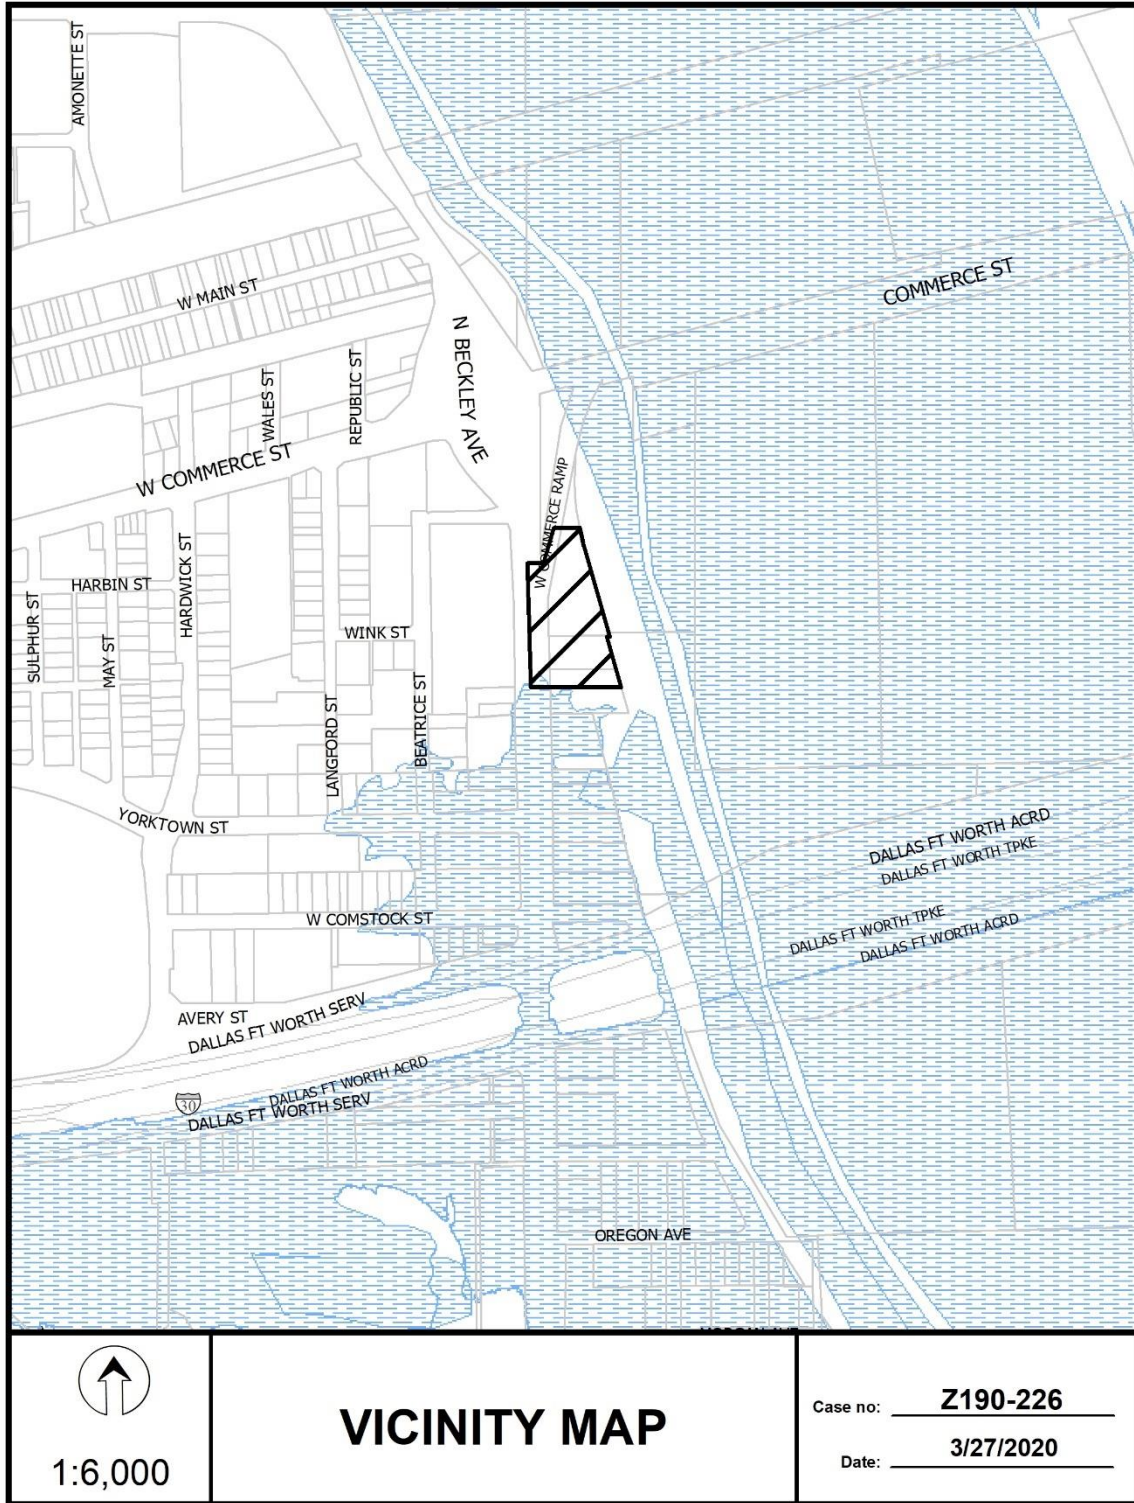 AMONETTE ST
W MAIN ST
COMMERCE ST
N BECKLEY AVE
REPUBLIC ST
WALES ST
W COMMERCE ST
W COMMERCE RAMP
HARDWICK ST
HARBIN ST
SULPHUR ST
MAY ST
WINK ST
BEATRICE ST
LANGFORD ST
YORKTOWN ST
DALLAS FT WORTH ACRD
DALLAS FT WORTH TPKE
DALLAS FT WORTH TPKE
DALLAS FT WORTH ACRD
W COMSTOCK ST
AVERY ST
DALLAS FT WORTH SERV
DALLAS FT WORTH ACRD
30
DALLAS FT WORTH SERV
OREGON AVE
1:6,000
VICINITY MAP
Case no: Z190-226
Date: 3/27/2020